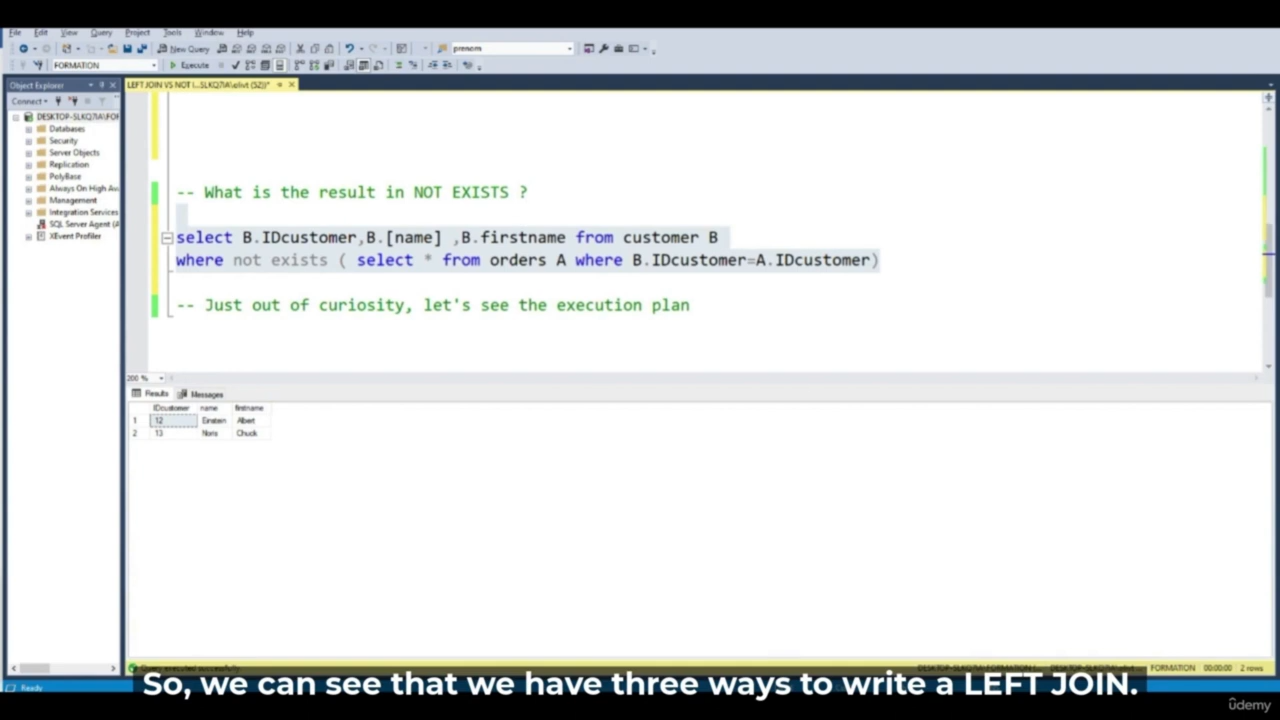 File Edit View Query Project Tools Window Help
New Query prenom
FORMATION Execute
Object Explorer
LEFT JOIN VS NOT I...SLKQ7IA\elivt (52))*
Connect
DESKTOP-SLKQ7IA\FOR
Databases
Security
Server Objects
Replication
PolyBase
Always On High Av
Management
Integration Services
SQL Server Agent (A
XEvent Profiler
-- What is the result in NOT EXISTS ?
select B.IDcustomer,B.[name] ,B.firstname from customer B
where not exists ( select * from orders A where B.IDcustomer=A.IDcustomer)
-- Just out of curiosity, let's see the execution plan
200 %
Results Messages
IDcustomer name firstname
1 12 Einstein Albert
2 13 Norris Chuck
Query executed successfully. FORMATION 00:00:00 2 rows
So, we can see that we have three ways to write a LEFT JOIN.
Ready
ûdemy